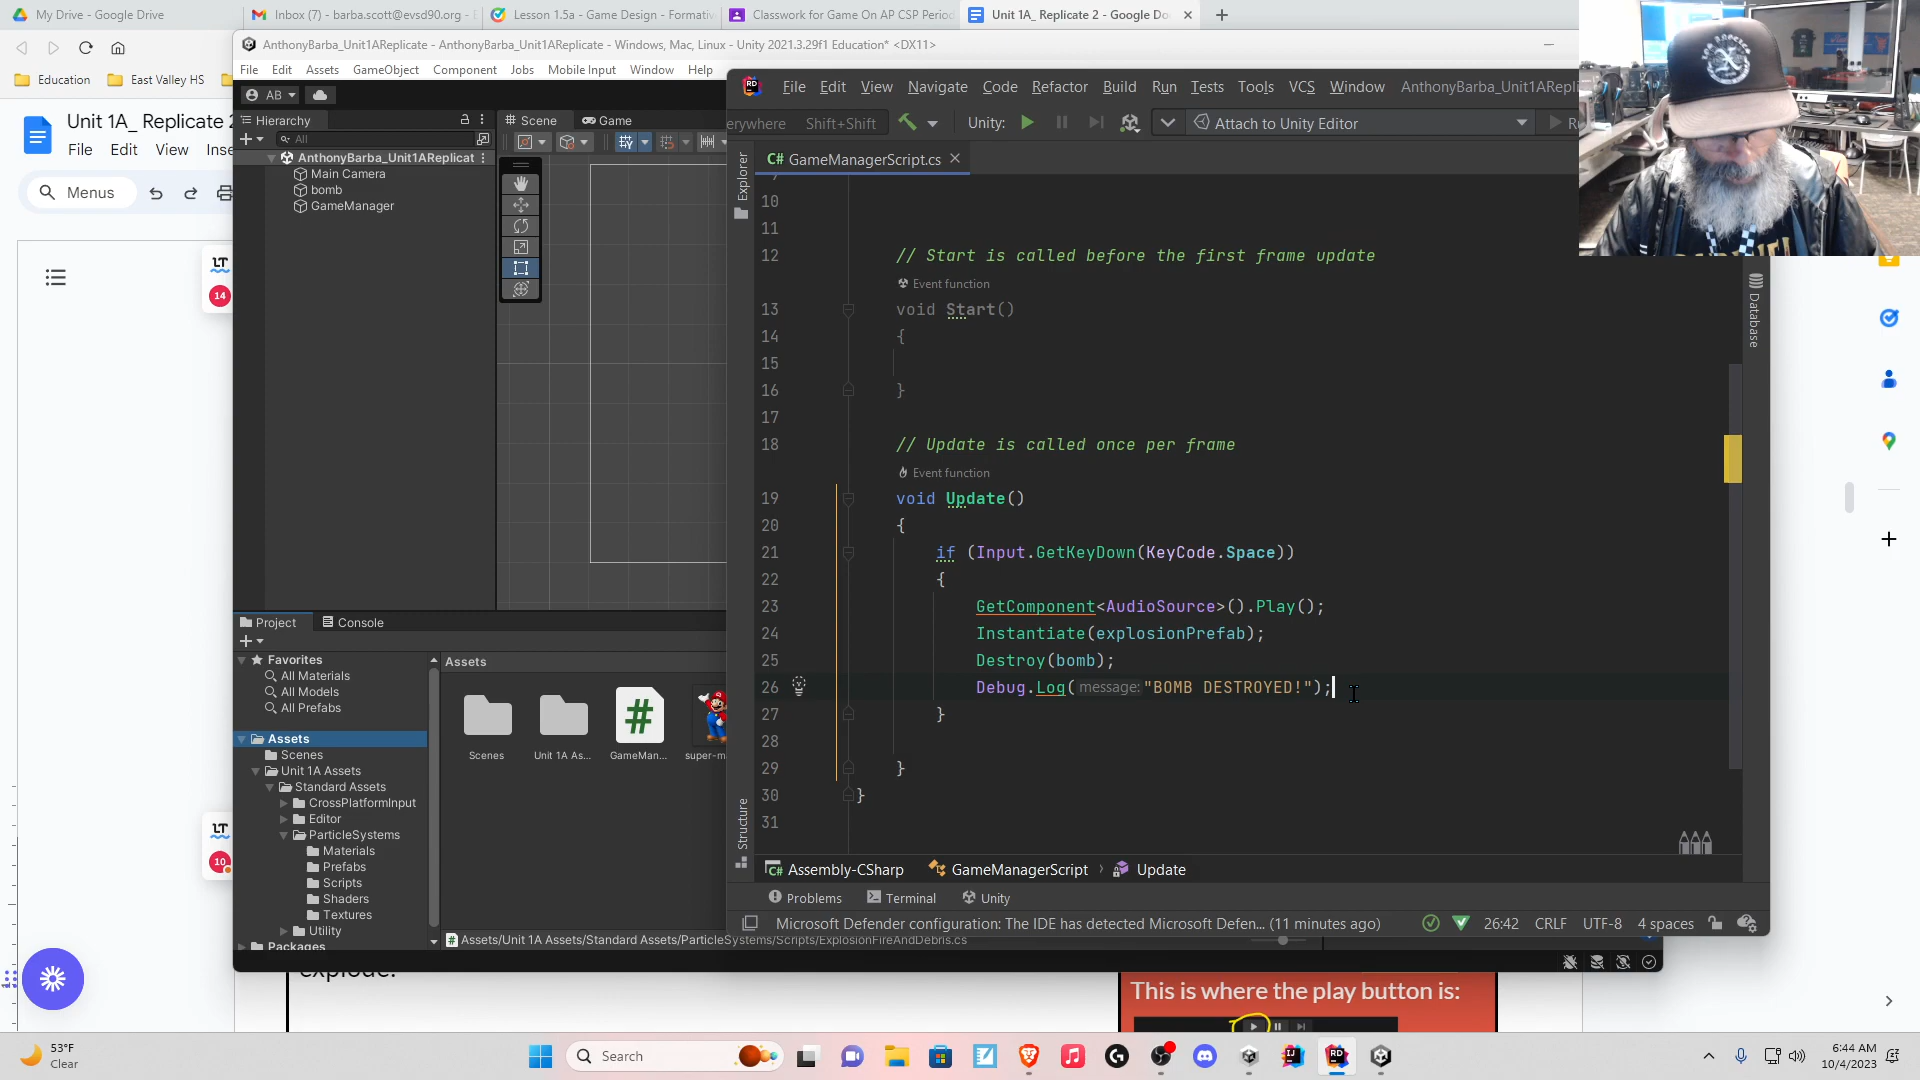 My Drive - Google Drive
Inbox (7) - barba.scott@evsd90.org - E
Lesson 1.5a - Game Design - Formativ
Classwork for Game On AP CSP Period
Unit 1A_ Replicate 2 - Google Do
Education
East Valley HS
AnthonyBarba_Unit1AReplicate - AnthonyBarba_Unit1AReplicate - Windows, Mac, Linux - Unity 2021.3.29f1 Education* <DX11>
File Edit Assets GameObject Component Jobs Mobile Input Window Help
AB
Hierarchy
Scene
Game
All
AnthonyBarba_Unit1AReplicat
Main Camera
bomb
GameManager
Unit 1A_ Replicate 2
File Edit View Inse
Menus
14
10
File Edit View Navigate Code Refactor Build Run Tests Tools VCS Window AnthonyBarba_Unit1ARepli
erywhere Shift+Shift
Unity:
Attach to Unity Editor
C# GameManagerScript.cs
Explorer
Structure
Database
10
11
12 // Start is called before the first frame update
Event function
13 void Start()
14 {
15
16 }
17
18 // Update is called once per frame
Event function
19 void Update()
20 {
21 if (Input.GetKeyDown(KeyCode.Space))
22 {
23 GetComponent<AudioSource>().Play();
24 Instantiate(explosionPrefab);
25 Destroy(bomb);
26 Debug.Log( message: "BOMB DESTROYED!");
27 }
28
29 }
30 }
31
Assembly-CSharp
GameManagerScript
Update
Problems
Terminal
Unity
Microsoft Defender configuration: The IDE has detected Microsoft Defen... (11 minutes ago)
26:42 CRLF UTF-8 4 spaces
Project
Console
Favorites
All Materials
All Models
All Prefabs
Assets
Scenes
Unit 1A Assets
Standard Assets
CrossPlatformInput
Editor
ParticleSystems
Materials
Prefabs
Scripts
Shaders
Textures
Utility
Packages
Assets
Scenes
Unit 1A As...
GameMan...
super-m
Assets/Unit 1A Assets/Standard Assets/ParticleSystems/Scripts/ExplosionFireAndDebris.cs
explode.
This is where the play button is:
53°F
Clear
Search
6:44 AM
10/4/2023